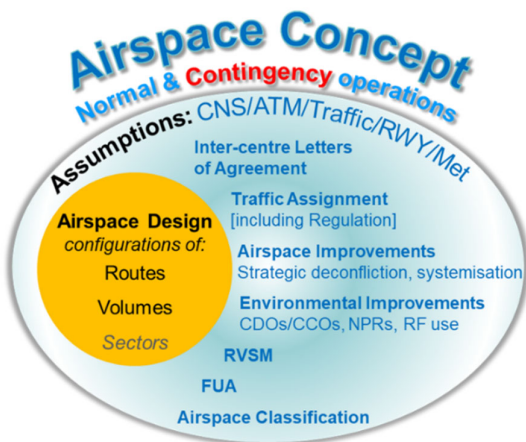 Airspace Concept
Normal & Contingency operations
Assumptions: CNS/ATM/Traffic/RWY/Met
Inter-centre Letters
of Agreement
Traffic Assignment
[including Regulation]
Airspace Improvements
Strategic deconfliction, systemisation
Environmental Improvements
CDOs/CCOs, NPRs, RF use
RVSM
FUA
Airspace Classification
Airspace Design
configurations of:
Routes
Volumes
Sectors